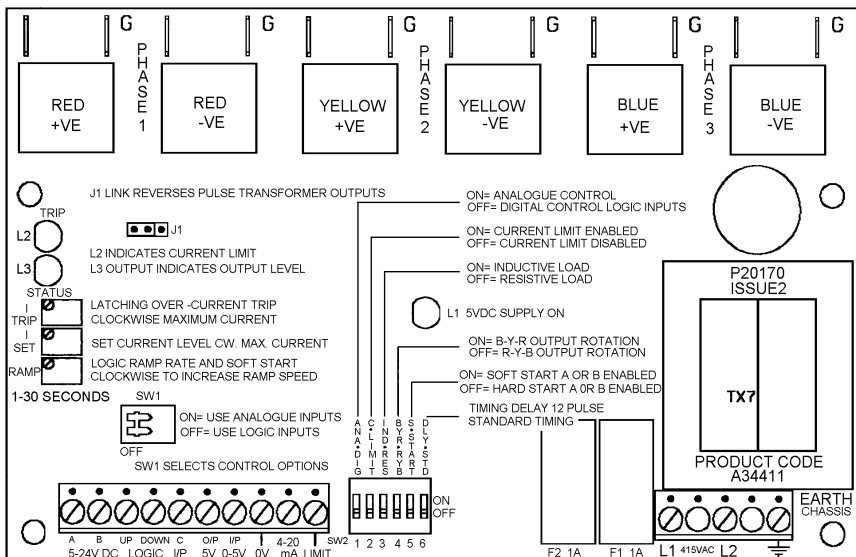 G G G G G G
PHASE 1
PHASE 2
PHASE 3
RED +VE
RED -VE
YELLOW +VE
YELLOW -VE
BLUE +VE
BLUE -VE
J1 LINK REVERSES PULSE TRANSFORMER OUTPUTS
TRIP
L2
J1
L2 INDICATES CURRENT LIMIT
L3
L3 OUTPUT INDICATES OUTPUT LEVEL
STATUS
I TRIP
LATCHING OVER -CURRENT TRIP
CLOCKWISE MAXIMUM CURRENT
I SET
SET CURRENT LEVEL CW. MAX. CURRENT
RAMP
LOGIC RAMP RATE AND SOFT START
CLOCKWISE TO INCREASE RAMP SPEED
1-30 SECONDS
SW1
ON= USE ANALOGUE INPUTS
OFF= USE LOGIC INPUTS
OFF
SW1 SELECTS CONTROL OPTIONS
ON= ANALOGUE CONTROL
OFF= DIGITAL CONTROL LOGIC INPUTS
ON= CURRENT LIMIT ENABLED
OFF= CURRENT LIMIT DISABLED
ON= INDUCTIVE LOAD
OFF= RESISTIVE LOAD
L1 5VDC SUPPLY ON
ON= B-Y-R OUTPUT ROTATION
OFF= R-Y-B OUTPUT ROTATION
ON= SOFT START A OR B ENABLED
OFF= HARD START A 0R B ENABLED
TIMING DELAY 12 PULSE
STANDARD TIMING
ANA•DIG
C•LIMIT
IND•RES
BYR•RYB
S•START
DLY•STD
ON
OFF
SW2 1 2 3 4 5 6
A B UP DOWN C O/P I/P 4-20
5-24V DC LOGIC I/P 5V 0-5V 0V mA LIMIT
P20170
ISSUE2
TX7
PRODUCT CODE
A34411
EARTH
CHASSIS
F2 1A
F1 1A
L1 415VAC L2